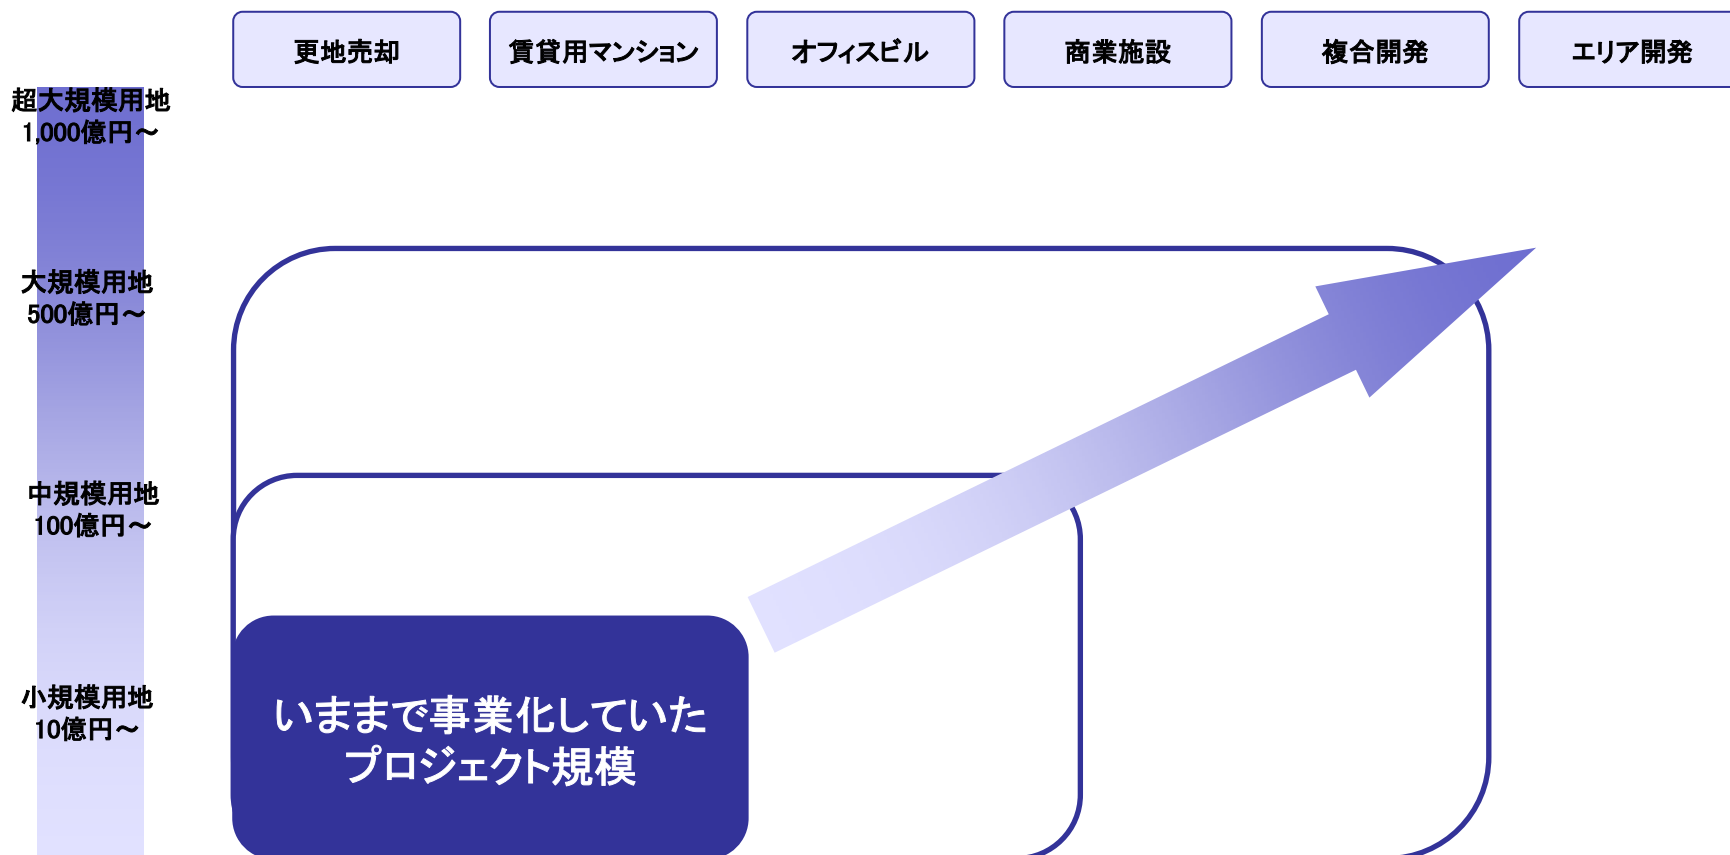 更地売却
賃貸用マンション
オフィスビル
商業施設
複合開発
エリア開発
超大規模用地
1,000億円~
大規模用地
500億円~
中規模用地
100億円~
小規模用地
10億円~
いままで事業化していた
プロジェクト規模